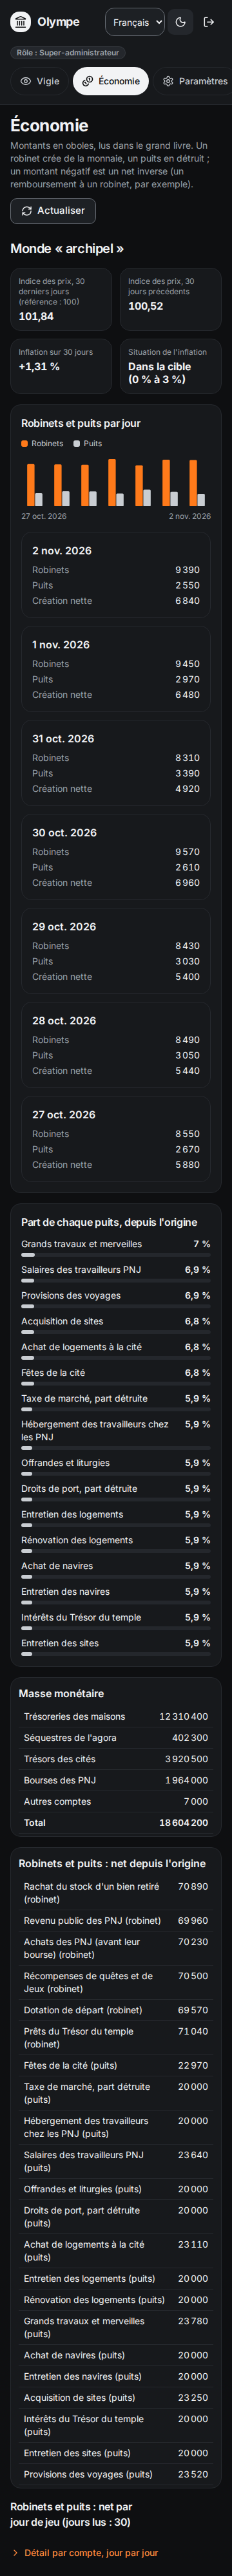 Olympe
Français
Rôle : Super-administrateur
Vigie
Économie
Paramètres
Économie
Montants en oboles, lus dans le grand livre. Un
robinet crée de la monnaie, un puits en détruit ;
un montant négatif est un net inverse (un
remboursement à un robinet, par exemple).
Actualiser
Monde « archipel »
Indice des prix, 30
derniers jours
(référence : 100)
101,84
Indice des prix, 30
jours précédents
100,52
Inflation sur 30 jours
+1,31 %
Situation de l'inflation
Dans la cible
(0 % à 3 %)
Robinets et puits par jour
Robinets
Puits
27 oct. 2026
2 nov. 2026
2 nov. 2026
Robinets 9 390
Puits 2 550
Création nette 6 840
1 nov. 2026
Robinets 9 450
Puits 2 970
Création nette 6 480
31 oct. 2026
Robinets 8 310
Puits 3 390
Création nette 4 920
30 oct. 2026
Robinets 9 570
Puits 2 610
Création nette 6 960
29 oct. 2026
Robinets 8 430
Puits 3 030
Création nette 5 400
28 oct. 2026
Robinets 8 490
Puits 3 050
Création nette 5 440
27 oct. 2026
Robinets 8 550
Puits 2 670
Création nette 5 880
Part de chaque puits, depuis l'origine
Grands travaux et merveilles 7 %
Salaires des travailleurs PNJ 6,9 %
Provisions des voyages 6,9 %
Acquisition de sites 6,8 %
Achat de logements à la cité 6,8 %
Fêtes de la cité 6,8 %
Taxe de marché, part détruite 5,9 %
Hébergement des travailleurs chez 5,9 %
les PNJ
Offrandes et liturgies 5,9 %
Droits de port, part détruite 5,9 %
Entretien des logements 5,9 %
Rénovation des logements 5,9 %
Achat de navires 5,9 %
Entretien des navires 5,9 %
Intérêts du Trésor du temple 5,9 %
Entretien des sites 5,9 %
Masse monétaire
Trésoreries des maisons 12 310 400
Séquestres de l'agora 402 300
Trésors des cités 3 920 500
Bourses des PNJ 1 964 000
Autres comptes 7 000
Total 18 604 200
Robinets et puits : net depuis l'origine
Rachat du stock d'un bien retiré 70 890
(robinet)
Revenu public des PNJ (robinet) 69 960
Achats des PNJ (avant leur 70 230
bourse) (robinet)
Récompenses de quêtes et de 70 500
Jeux (robinet)
Dotation de départ (robinet) 69 570
Prêts du Trésor du temple 71 040
(robinet)
Fêtes de la cité (puits) 22 970
Taxe de marché, part détruite 20 000
(puits)
Hébergement des travailleurs 20 000
chez les PNJ (puits)
Salaires des travailleurs PNJ 23 640
(puits)
Offrandes et liturgies (puits) 20 000
Droits de port, part détruite 20 000
(puits)
Achat de logements à la cité 23 110
(puits)
Entretien des logements (puits) 20 000
Rénovation des logements (puits) 20 000
Grands travaux et merveilles 23 780
(puits)
Achat de navires (puits) 20 000
Entretien des navires (puits) 20 000
Acquisition de sites (puits) 23 250
Intérêts du Trésor du temple 20 000
(puits)
Entretien des sites (puits) 20 000
Provisions des voyages (puits) 23 520
Robinets et puits : net par
jour de jeu (jours lus : 30)
Détail par compte, jour par jour